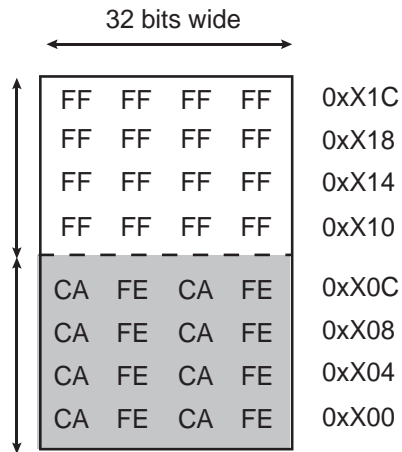 32 bits wide
FF FF FF FF 0xX1C
FF FF FF FF 0xX18
FF FF FF FF 0xX14
FF FF FF FF 0xX10
CA FE CA FE 0xX0C
CA FE CA FE 0xX08
CA FE CA FE 0xX04
CA FE CA FE 0xX00